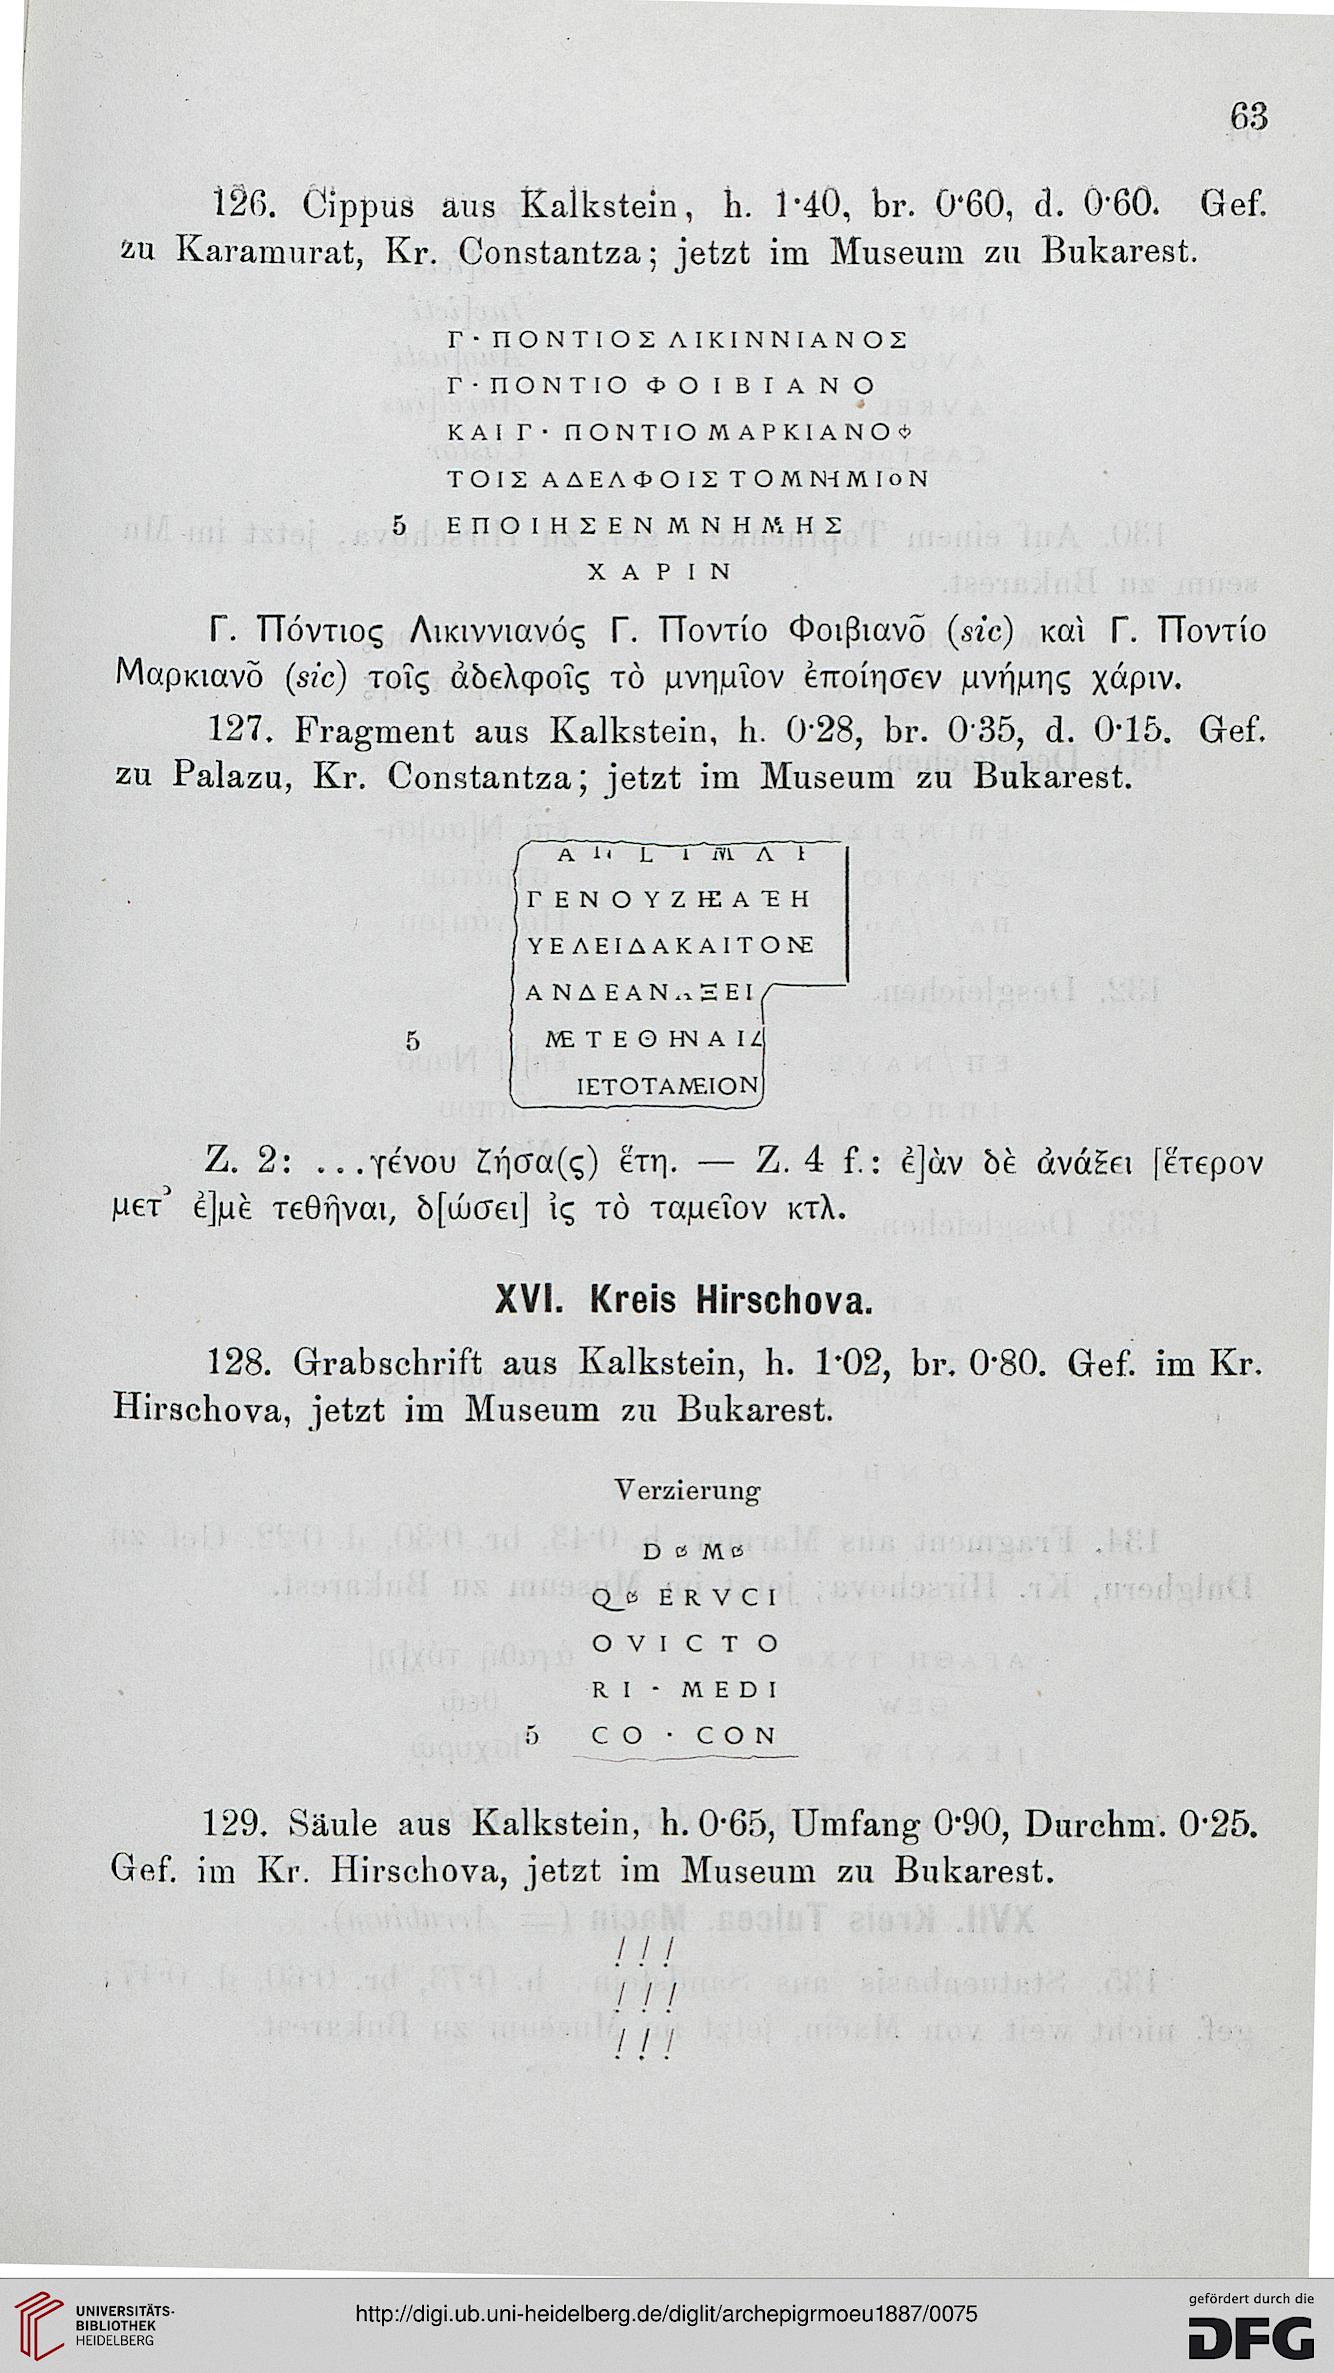 63
126. Cippus aus Kalkstein, h. 1·40, br. 0·60, d. 0·60. Gef.
zu Karamurat, Kr. Constantza; jetzt im Museum zu Bukarest.
Γ · ΠΟΝΤΙΟΣ ΛΙΚΙΝΝΙΑΝΟΣ
Γ · ΠΟΝΤΙΟ ΦΟΙΒΙΑΝΟ
ΚΑΙ Γ · ΠΟΝΤΙΟ ΜΑΡΚΙΑΝΟ
ΤΟΙΣ ΑΔΕΛΦΟΙΣ ΤΟΜΝΗΜΙΟΝ
5 ΕΠΟΙΗΣΕΝΜΝΗΜΗΣ
ΧΑΡΙΝ
Γ. Πόντιος Λικιννιανός Γ. Ποντίο Φοιβιανõ (sic) καὶ Γ. Ποντίο
Μαρκιανõ (sic) τοῖς ἀδελφοῖς τὸ μνημῖον ἐποίησεν μνήμης χάριν.
127. Fragment aus Kalkstein, h. 0·28, br. 0·35, d. 0·15. Gef.
zu Palazu, Kr. Constantza; jetzt im Museum zu Bukarest.
ΓΕΝΟΥΖΗΣΑΤΕΗ
ΥΕΛΕΙΔΑΚΑΙΤΟΝΕ
ΑΝΔΕΑΝ..ΞΕΙ
5 ΜΕΤΕΘΗΝΑΙΔ
ΙΕΤΟΤΑΜΕΙΟΝ
Z. 2: ...γένου ζήσα(ς) ἔτη. — Z. 4 f.: ἐ]ὰν δὲ ἀνάξει [ἕτερον
μετ᾽ ἐ]μὲ τεθῆναι, δ[ώσει] ἰς τὸ ταμεῖον κτλ.
XVI. Kreis Hirschova.
128. Grabschrift aus Kalkstein, h. 1·02, br. 0·80. Gef. im Kr.
Hirschova, jetzt im Museum zu Bukarest.
Verzierung
D M
Q ERVCI
OVICTO
RI · MEDI
5 CO · CON
129. Säule aus Kalkstein, h. 0·65, Umfang 0·90, Durchm. 0·25.
Gef. im Kr. Hirschova, jetzt im Museum zu Bukarest.
! ! !
! ! !
! ! !
UNIVERSITÄTS-
BIBLIOTHEK
HEIDELBERG
http://digi.ub.uni-heidelberg.de/diglit/archepigrmoeu1887/0075
gefördert durch die
DFG